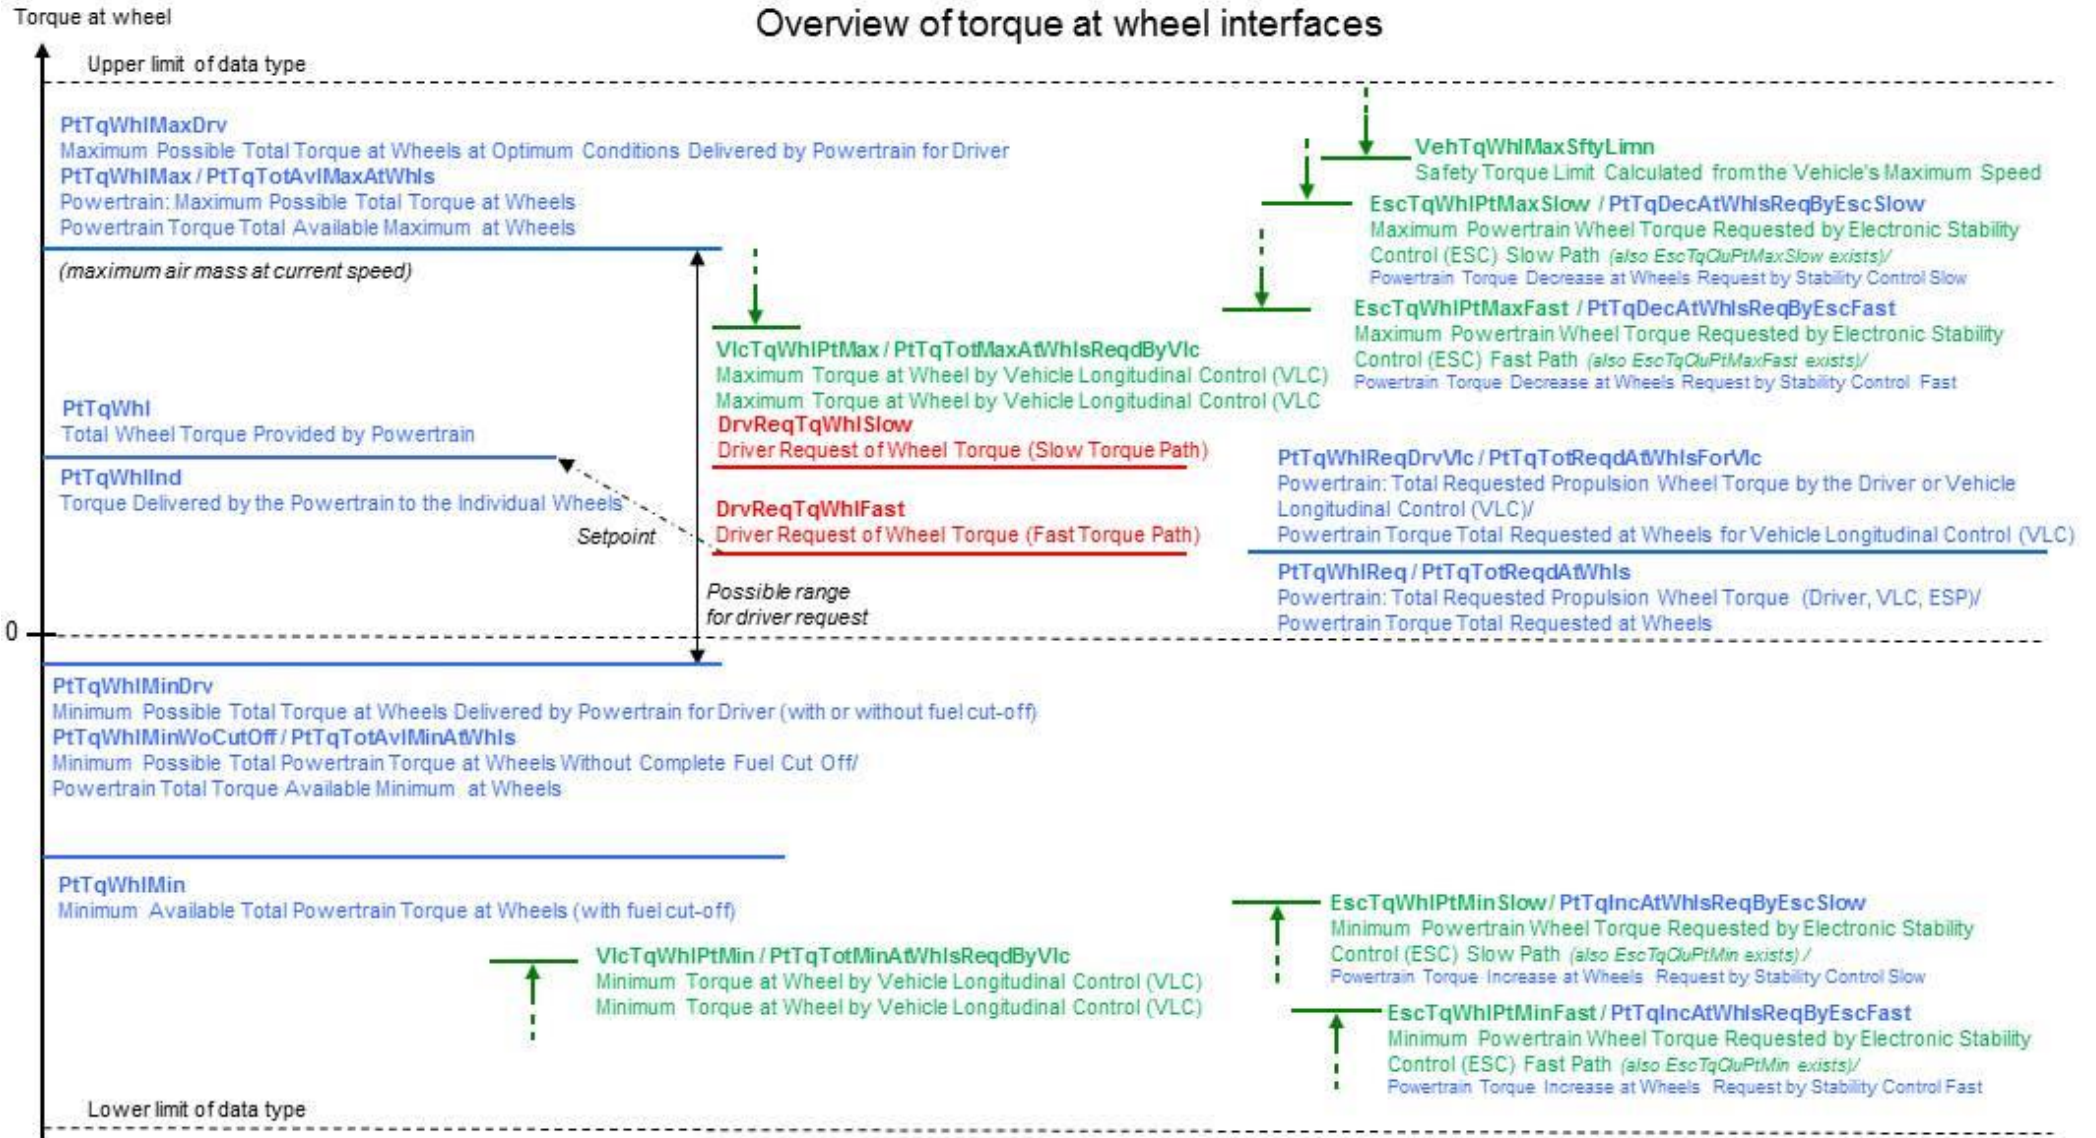 Torque at wheel
Overview of torque at wheel interfaces
Upper limit of data type
PtTqWhlMaxDrv
Maximum Possible Total Torque at Wheels at Optimum Conditions Delivered by Powertrain for Driver
PtTqWhlMax / PtTqTotAvlMaxAtWhls
Powertrain: Maximum Possible Total Torque at Wheels
Powertrain Torque Total Available Maximum at Wheels
(maximum air mass at current speed)
VehTqWhlMaxSftyLimn
Safety Torque Limit Calculated from the Vehicle's Maximum Speed
EscTqWhlPtMaxSlow / PtTqDecAtWhlsReqByEscSlow
Maximum Powertrain Wheel Torque Requested by Electronic Stability
Control (ESC) Slow Path (also EscTqCluPtMaxSlow exists)/
Powertrain Torque Decrease at Wheels Request by Stability Control Slow
EscTqWhlPtMaxFast / PtTqDecAtWhlsReqByEscFast
Maximum Powertrain Wheel Torque Requested by Electronic Stability
Control (ESC) Fast Path (also EscTqCluPtMaxFast exists)/
Powertrain Torque Decrease at Wheels Request by Stability Control Fast
VlcTqWhlPtMax / PtTqTotMaxAtWhlsReqdByVlc
Maximum Torque at Wheel by Vehicle Longitudinal Control (VLC)
Maximum Torque at Wheel by Vehicle Longitudinal Control (VLC
DrvReqTqWhlSlow
Driver Request of Wheel Torque (Slow Torque Path)
PtTqWhl
Total Wheel Torque Provided by Powertrain
PtTqWhlInd
Torque Delivered by the Powertrain to the Individual Wheels
Setpoint
DrvReqTqWhlFast
Driver Request of Wheel Torque (Fast Torque Path)
Possible range
for driver request
PtTqWhlReqDrvVlc / PtTqTotReqdAtWhlsForVlc
Powertrain: Total Requested Propulsion Wheel Torque by the Driver or Vehicle
Longitudinal Control (VLC)/
Powertrain Torque Total Requested at Wheels for Vehicle Longitudinal Control (VLC)
PtTqWhlReq / PtTqTotReqdAtWhls
Powertrain: Total Requested Propulsion Wheel Torque (Driver, VLC, ESP)/
Powertrain Torque Total Requested at Wheels
0
PtTqWhlMinDrv
Minimum Possible Total Torque at Wheels Delivered by Powertrain for Driver (with or without fuel cut-off)
PtTqWhlMinWoCutOff / PtTqTotAvlMinAtWhls
Minimum Possible Total Powertrain Torque at Wheels Without Complete Fuel Cut Off/
Powertrain Total Torque Available Minimum at Wheels
PtTqWhlMin
Minimum Available Total Powertrain Torque at Wheels (with fuel cut-off)
VlcTqWhlPtMin / PtTqTotMinAtWhlsReqdByVlc
Minimum Torque at Wheel by Vehicle Longitudinal Control (VLC)
Minimum Torque at Wheel by Vehicle Longitudinal Control (VLC)
EscTqWhlPtMinSlow / PtTqIncAtWhlsReqByEscSlow
Minimum Powertrain Wheel Torque Requested by Electronic Stability
Control (ESC) Slow Path (also EscTqCluPtMin exists) /
Powertrain Torque Increase at Wheels Request by Stability Control Slow
EscTqWhlPtMinFast / PtTqIncAtWhlsReqByEscFast
Minimum Powertrain Wheel Torque Requested by Electronic Stability
Control (ESC) Fast Path (also EscTqCluPtMin exists)/
Powertrain Torque Increase at Wheels Request by Stability Control Fast
Lower limit of data type